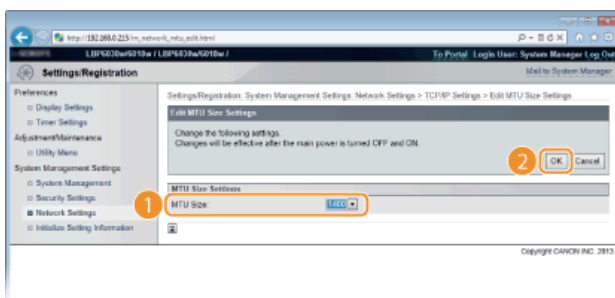 http://192.168.0.215/m_network_mtu_edit.html
LBP6030w/6018w / LBP6030w/6018w /
To Portal Login User: System Manager Log Out
Settings/Registration
Mail to System Manager
Preferences
Display Settings
Timer Settings
Adjustment/Maintenance
Utility Menu
System Management Settings
System Management
Security Settings
Network Settings
Initialize Setting Information
Settings/Registration: System Management Settings: Network Settings > TCP/IP Settings > Edit MTU Size Settings
Edit MTU Size Settings
Change the following settings.
Changes will be effective after the main power is turned OFF and ON.
2
OK Cancel
MTU Size Settings
1
MTU Size: 1400
Copyright CANON INC. 2013